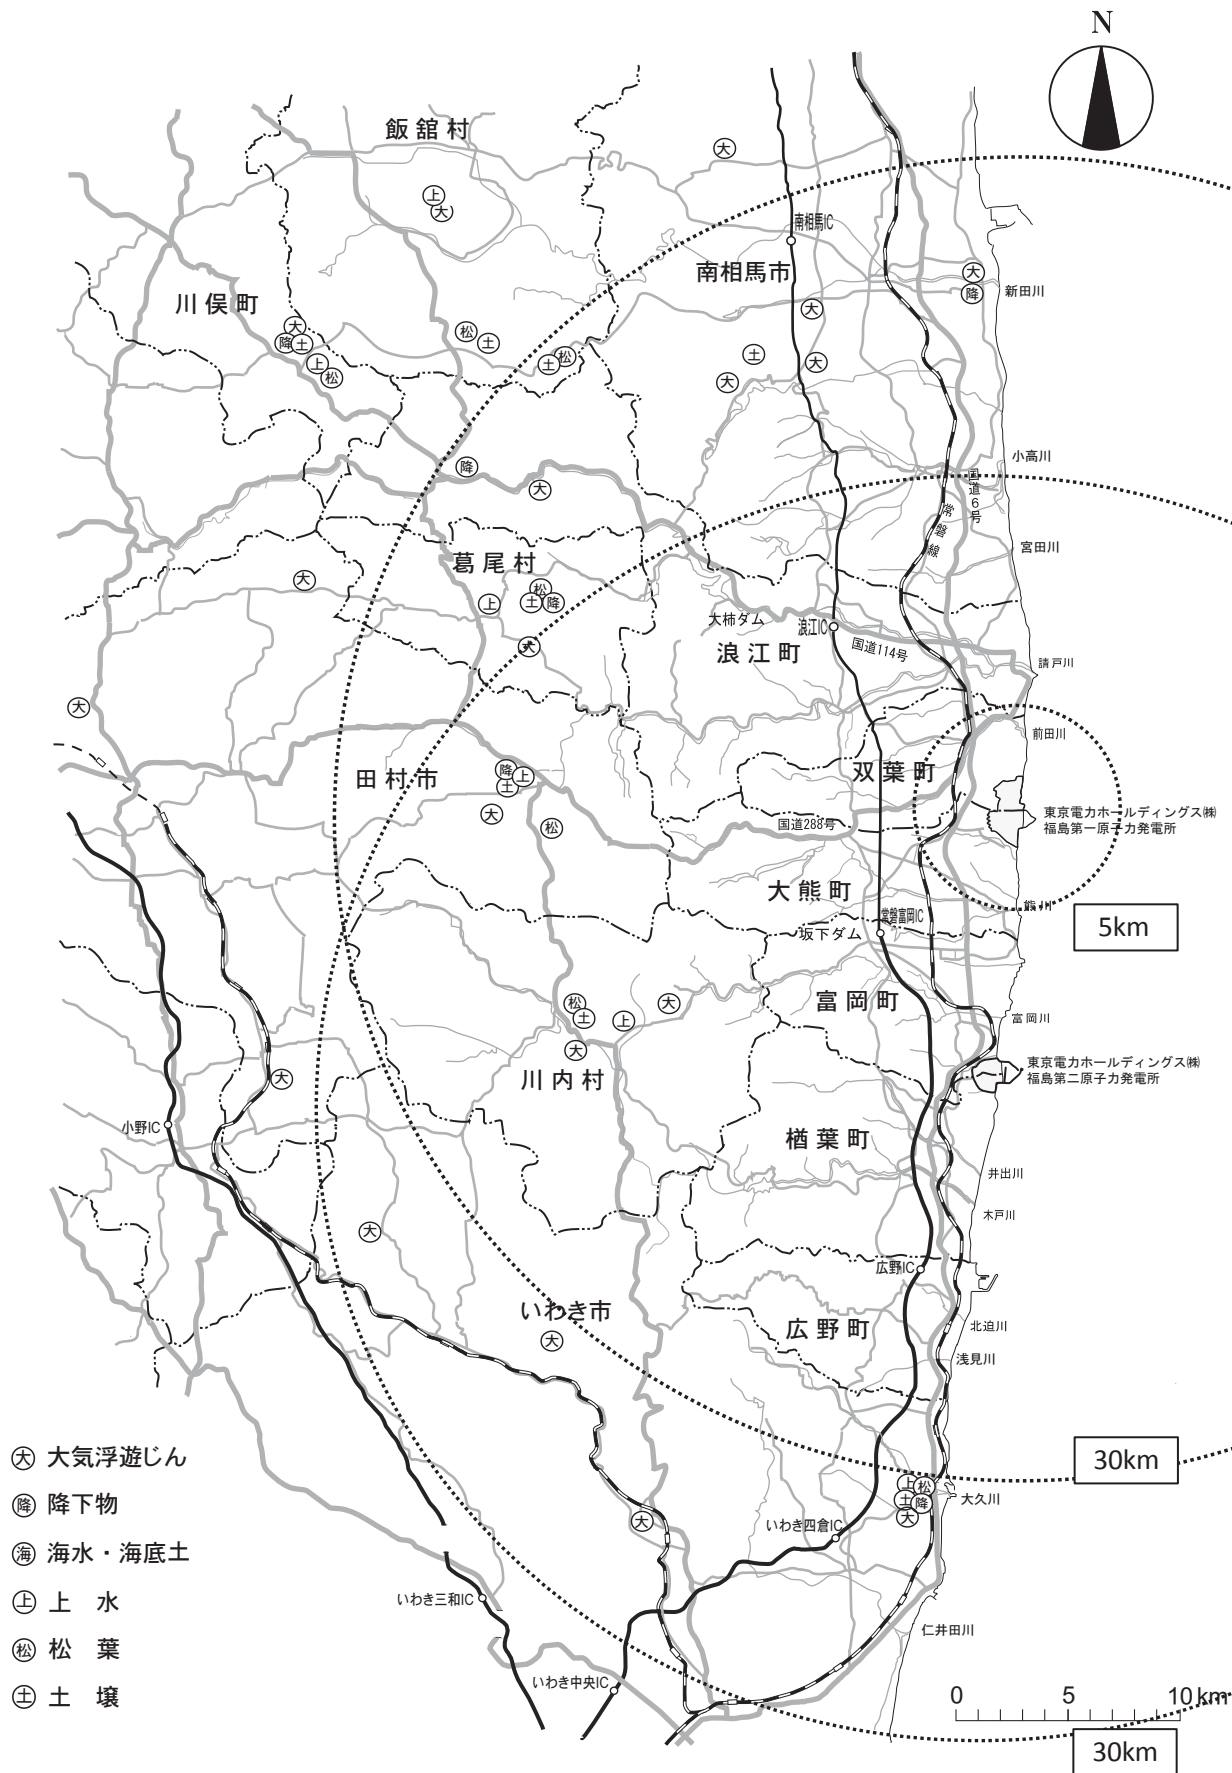 N
飯舘村
大
上
大
南相馬IC
南相馬市
大
降
新田川
川俣町
大
大
降
土
上
松
松
土
土
松
土
大
大
小高川
降
大
国道6号
常磐線
宮田川
葛尾村
大
松
上
土
降
大柿ダム
浪江IC
大
浪江町
国道114号
請戸川
大
前田川
双葉町
田村市
降
上
土
大
松
国道288号
東京電力ホールディングス㈱
福島第一原子力発電所
大熊町
熊川
常磐富岡IC
坂下ダム
5km
富岡町
松
土
上
大
富岡川
大
川内村
東京電力ホールディングス㈱
福島第二原子力発電所
大
小野IC
楢葉町
井出川
木戸川
大
広野IC
いわき市
大
広野町
北迫川
浅見川
大 大気浮遊じん
30km
上
松
土
降
大
大久川
降 降下物
大
いわき四倉IC
海 海水・海底土
上 上 水
いわき三和IC
仁井田川
松 松 葉
いわき中央IC
土 土 壌
0 5 10km
30km